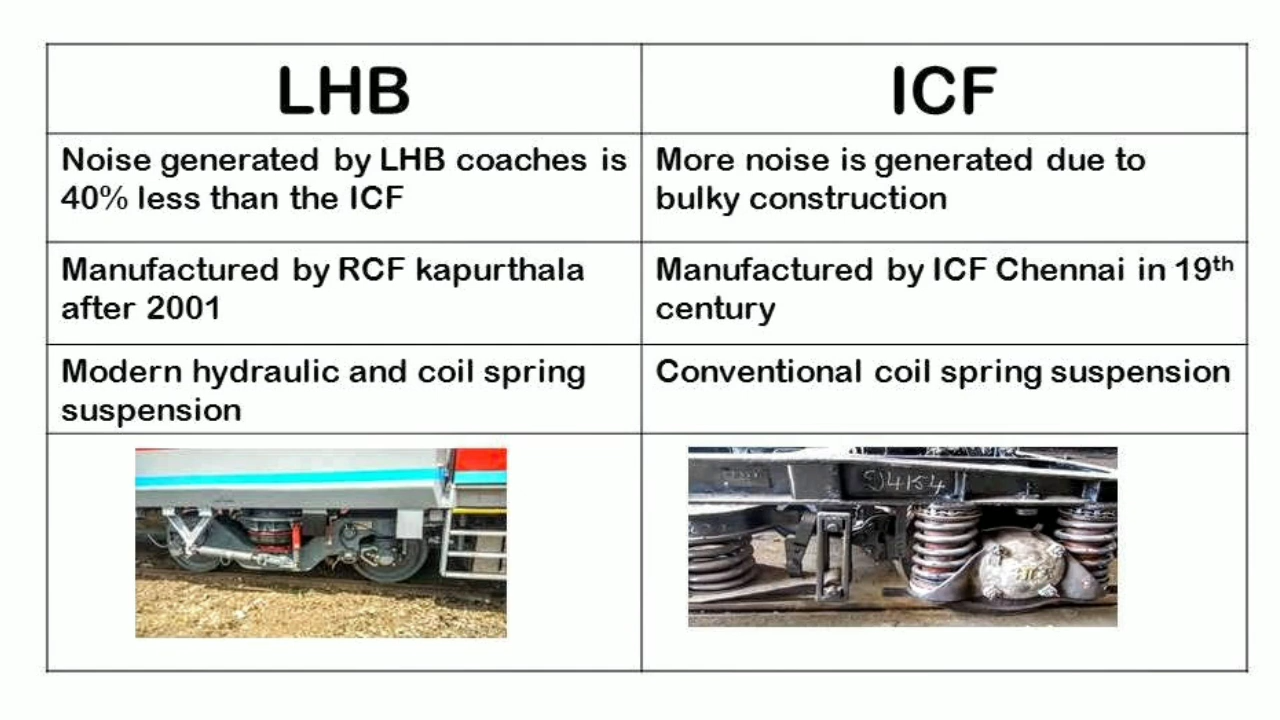 LHB
ICF
Noise generated by LHB coaches is
40% less than the ICF
More noise is generated due to
bulky construction
Manufactured by RCF kapurthala
after 2001
Manufactured by ICF Chennai in 19th
century
Modern hydraulic and coil spring
suspension
Conventional coil spring suspension